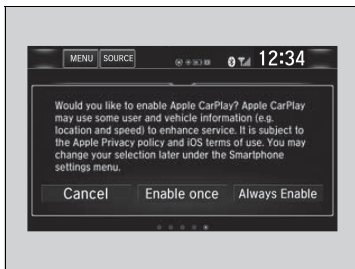 MENU SOURCE 12:34
Would you like to enable Apple CarPlay? Apple CarPlay
may use some user and vehicle information (e.g.
location and speed) to enhance service. It is subject to
the Apple Privacy policy and iOS terms of use. You may
change your selection later under the Smartphone
settings menu.
Cancel Enable once Always Enable